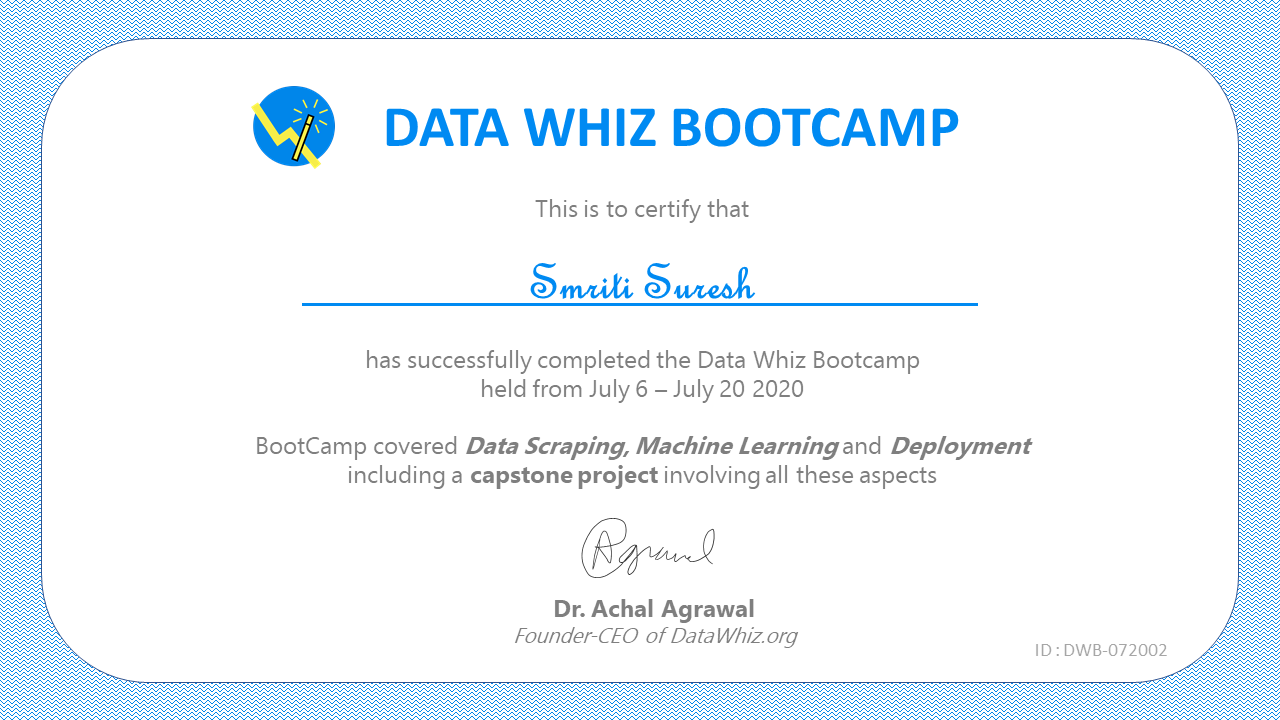 DATA WHIZ BOOTCAMP
This is to certify that
Smriti Suresh
has successfully completed the Data Whiz Bootcamp
held from July 6 – July 20 2020
BootCamp covered Data Scraping, Machine Learning and Deployment
including a capstone project involving all these aspects
Agrawal
Dr. Achal Agrawal
Founder-CEO of DataWhiz.org
ID : DWB-072002